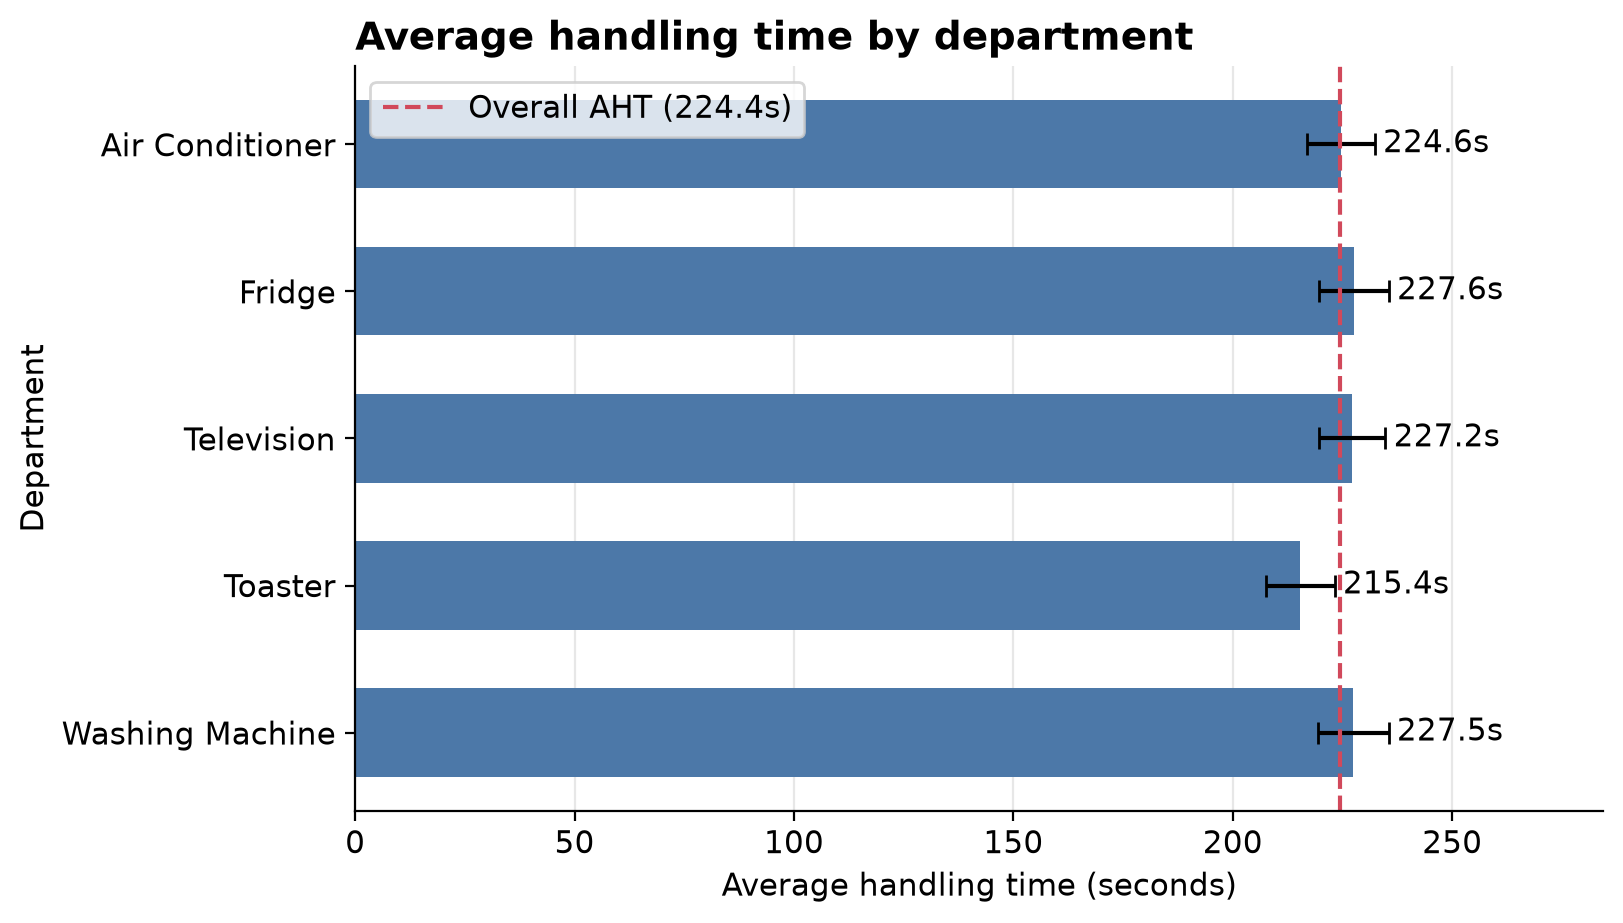 Average handling time by department
Overall AHT (224.4s)
Air Conditioner
224.6s
Fridge
227.6s
Television
227.2s
Toaster
215.4s
Washing Machine
227.5s
Department
0 50 100 150 200 250
Average handling time (seconds)